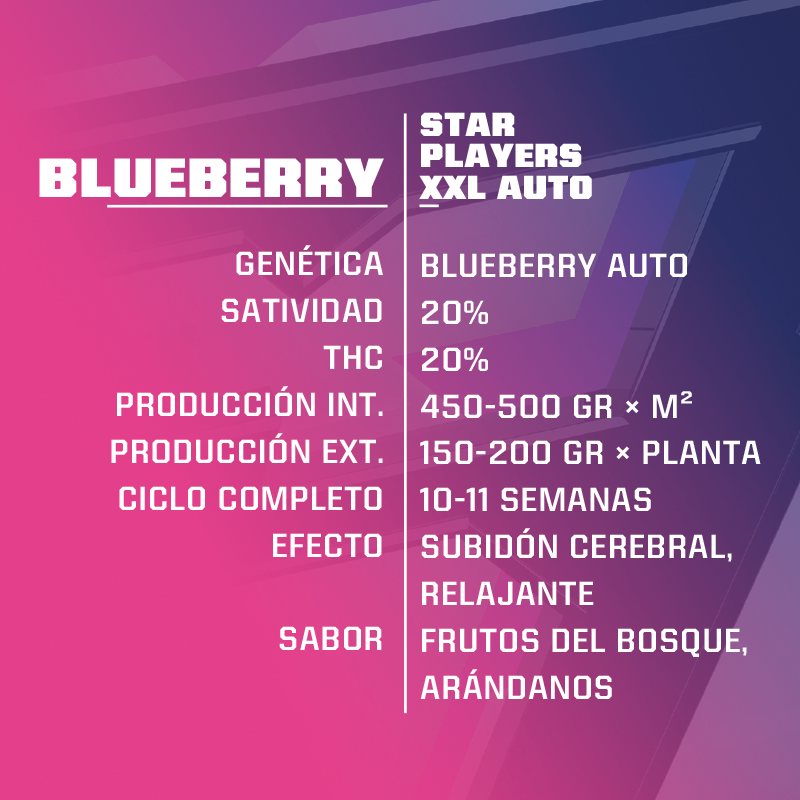 BLUEBERRY
STAR
PLAYERS
XXL AUTO
GENÉTICA BLUEBERRY AUTO
SATIVIDAD 20%
THC 20%
PRODUCCIÓN INT. 450-500 GR × M²
PRODUCCIÓN EXT. 150-200 GR × PLANTA
CICLO COMPLETO 10-11 SEMANAS
EFECTO SUBIDÓN CEREBRAL,
RELAJANTE
SABOR FRUTOS DEL BOSQUE,
ARÁNDANOS